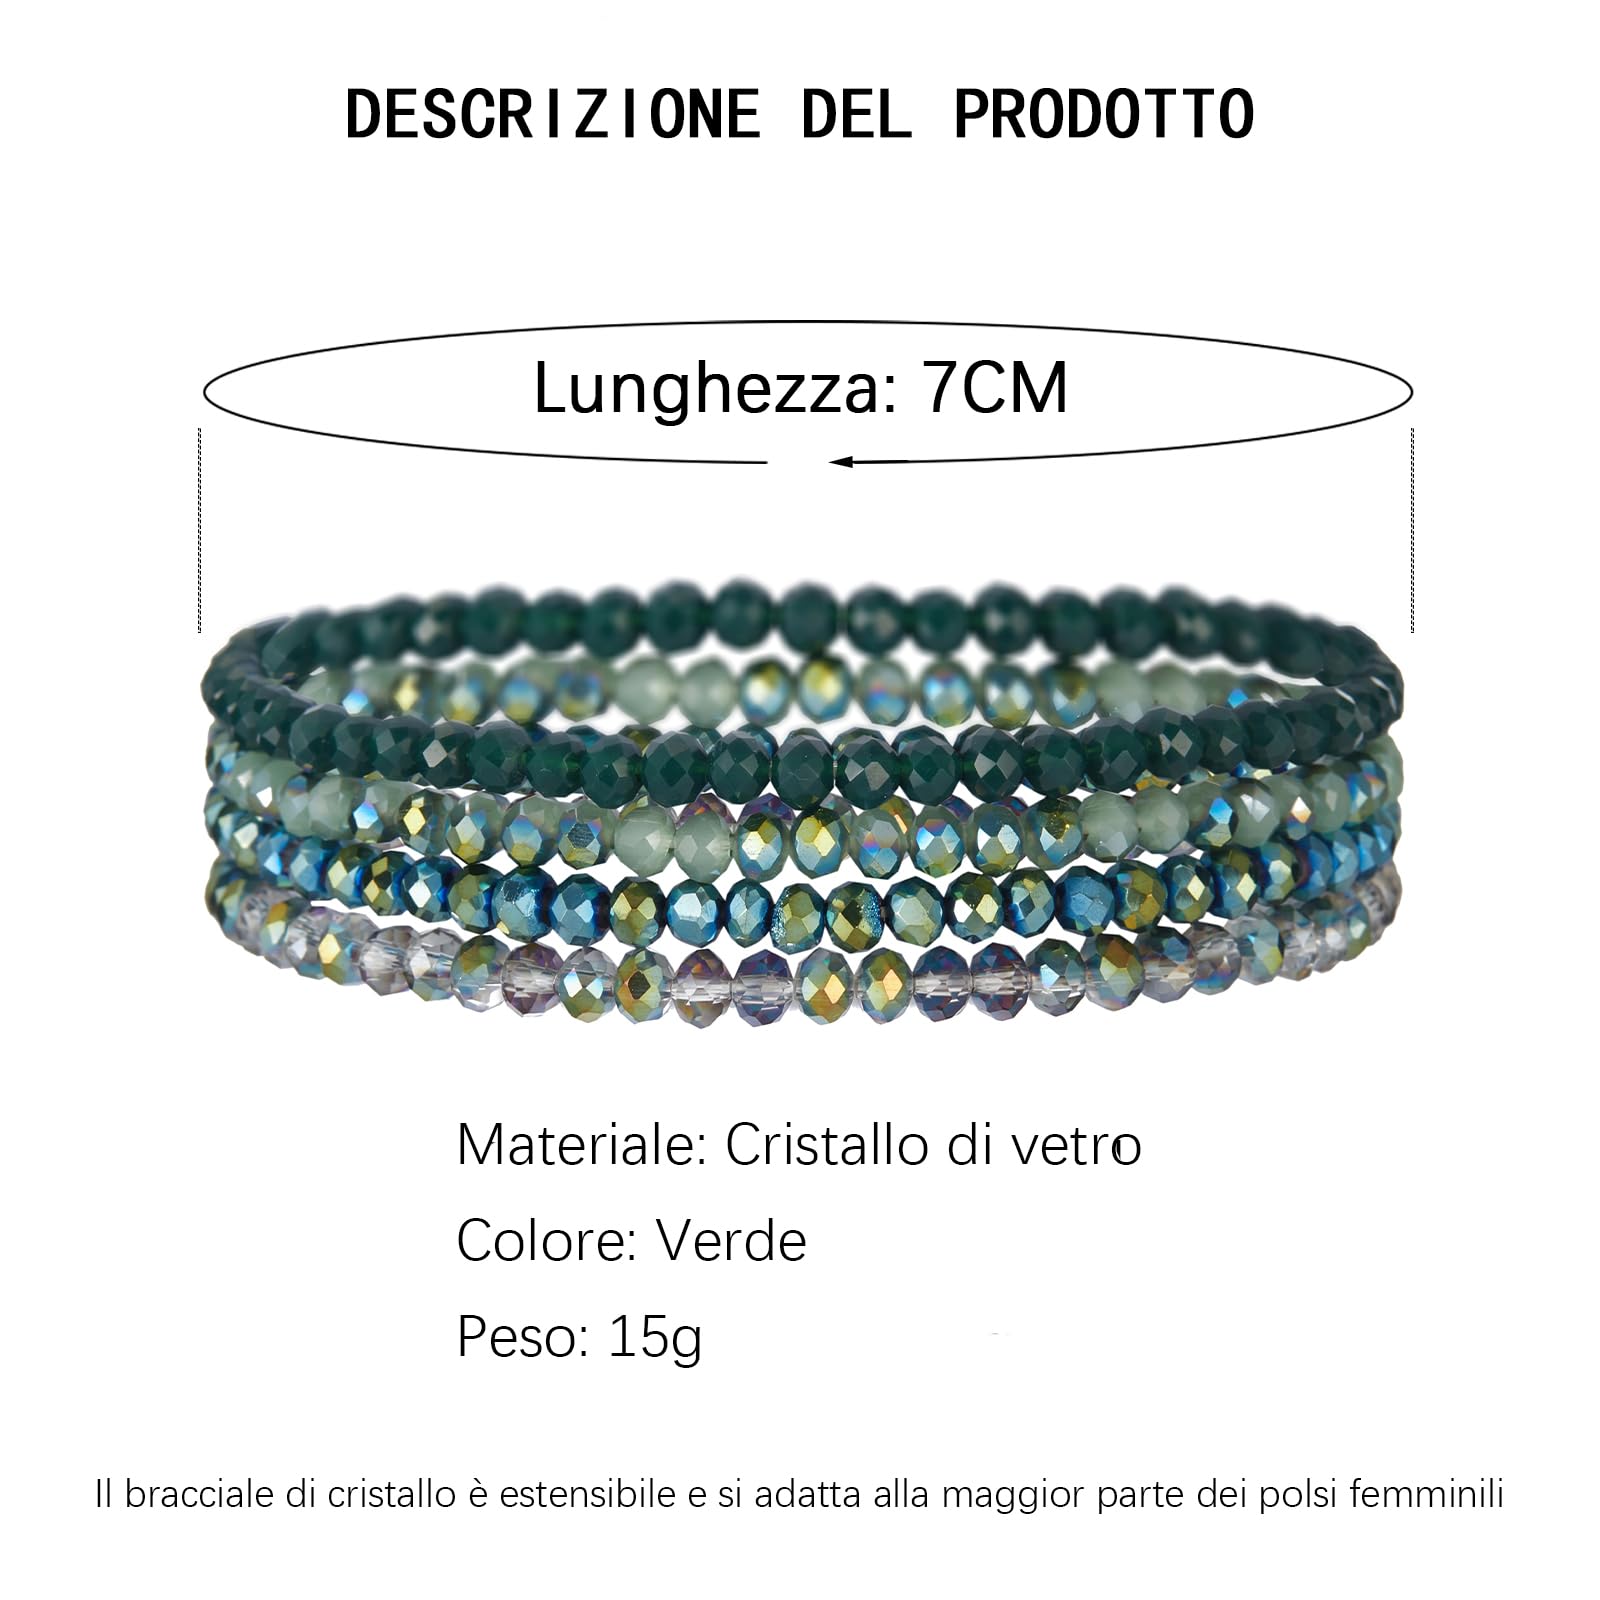 DESCRIZIONE DEL PRODOTTO
Lunghezza: 7CM
Materiale: Cristallo di vetro
Colore: Verde
Peso: 15g
Il bracciale di cristallo è estensibile e si adatta alla maggior parte dei polsi femminili